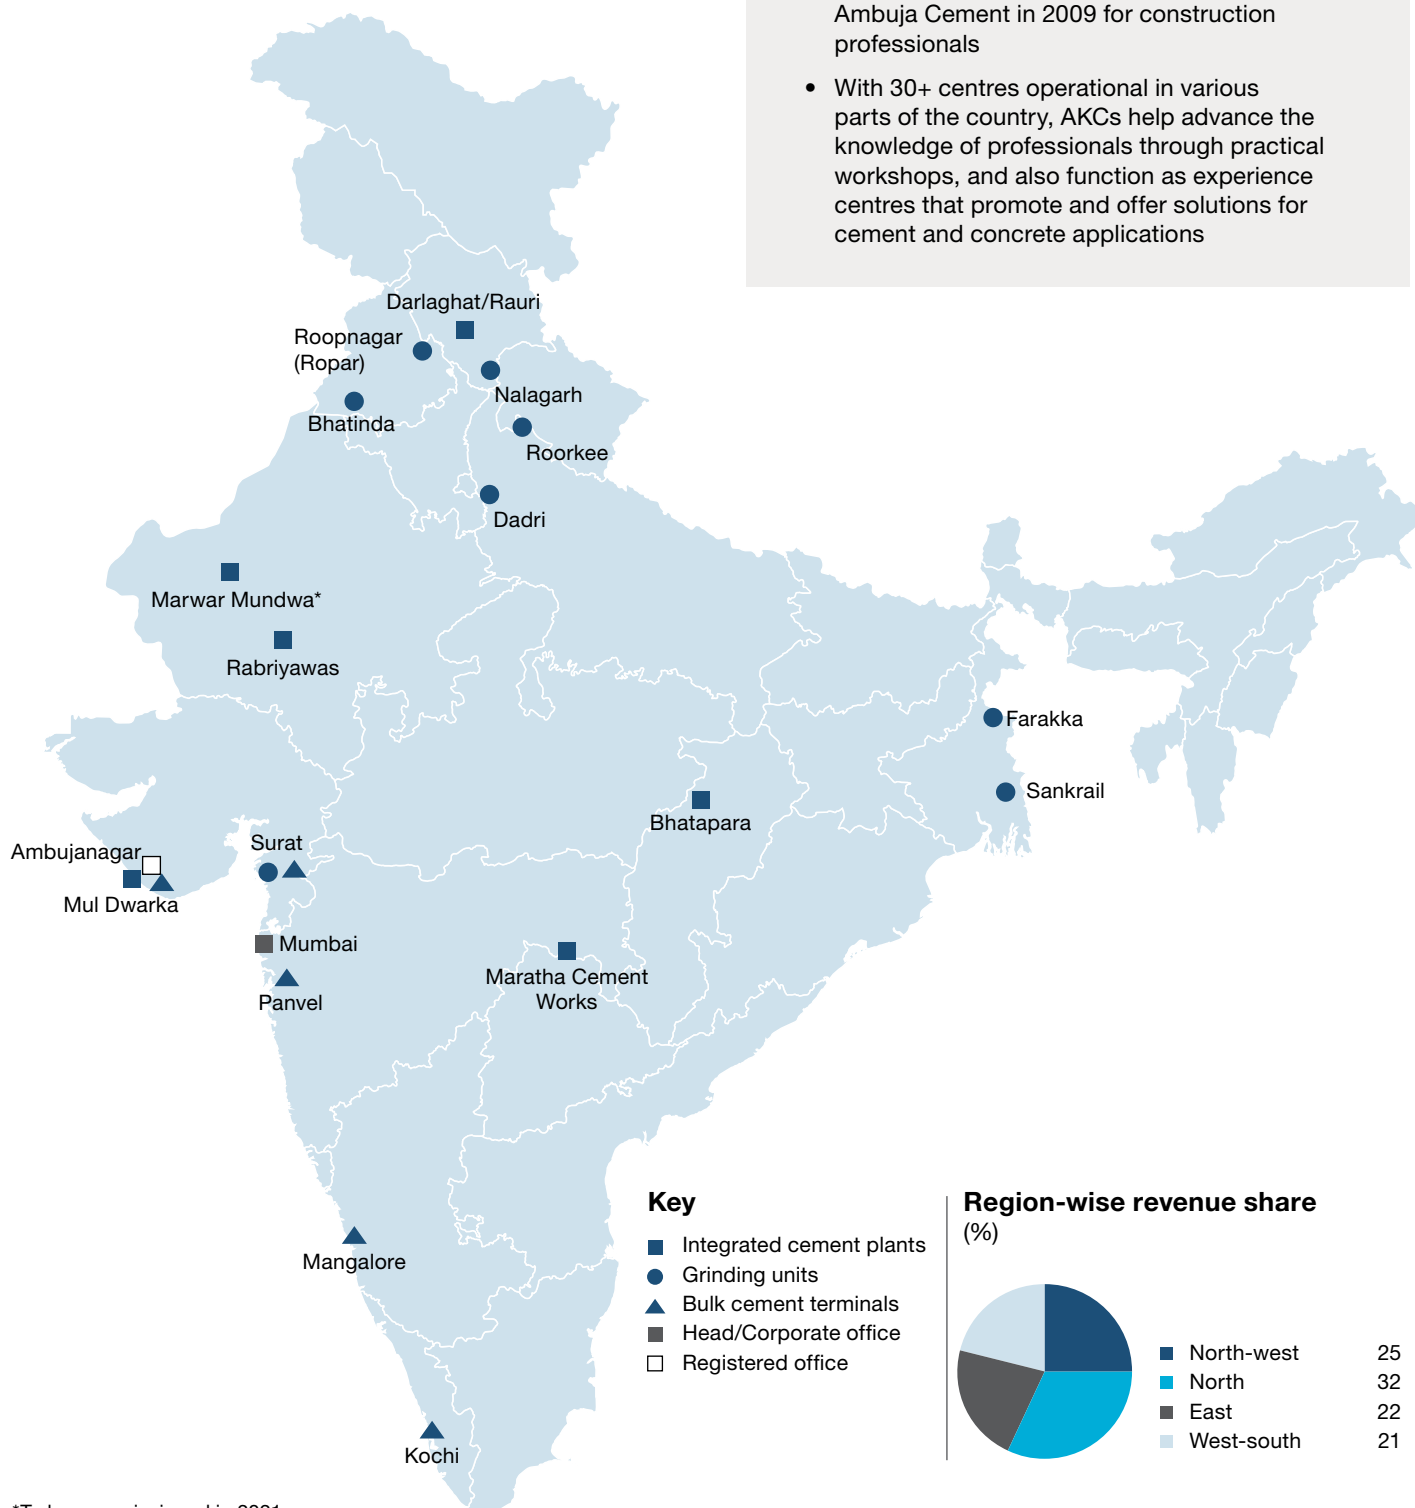 Ambuja Cement in 2009 for construction
professionals
• With 30+ centres operational in various
parts of the country, AKCs help advance the
knowledge of professionals through practical
workshops, and also function as experience
centres that promote and offer solutions for
cement and concrete applications
Darlaghat/Rauri
Roopnagar
(Ropar)
Nalagarh
Bhatinda
Roorkee
Dadri
Marwar Mundwa*
Rabriyawas
Farakka
Sankrail
Bhatapara
Surat
Ambujanagar
Mul Dwarka
Mumbai
Maratha Cement
Works
Panvel
Mangalore
Kochi
Key
Integrated cement plants
Grinding units
Bulk cement terminals
Head/Corporate office
Registered office
Region-wise revenue share
(%)
North-west 25
North 32
East 22
West-south 21